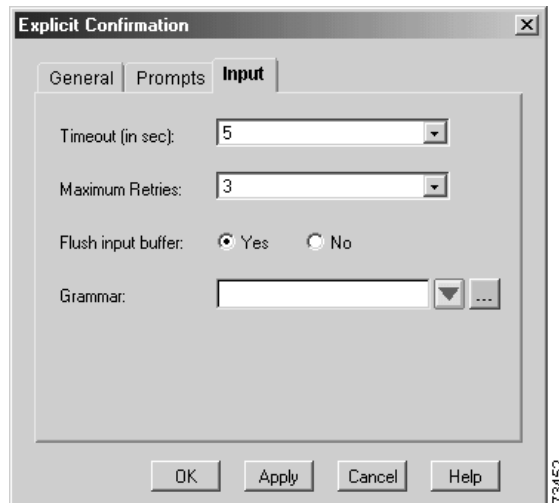 Explicit Confirmation
General Prompts Input
Timeout (in sec): 5
Maximum Retries: 3
Flush input buffer: Yes No
Grammar: ...
OK Apply Cancel Help